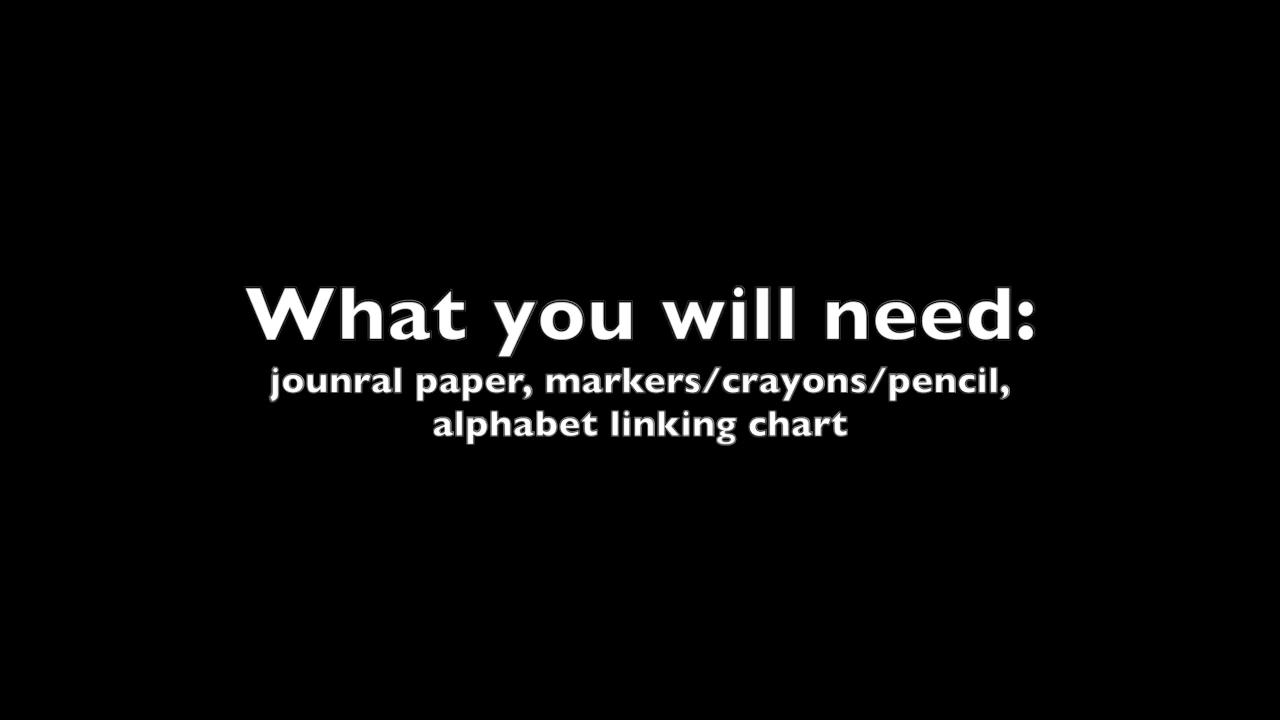 What you will need:
jounral paper, markers/crayons/pencil,
alphabet linking chart